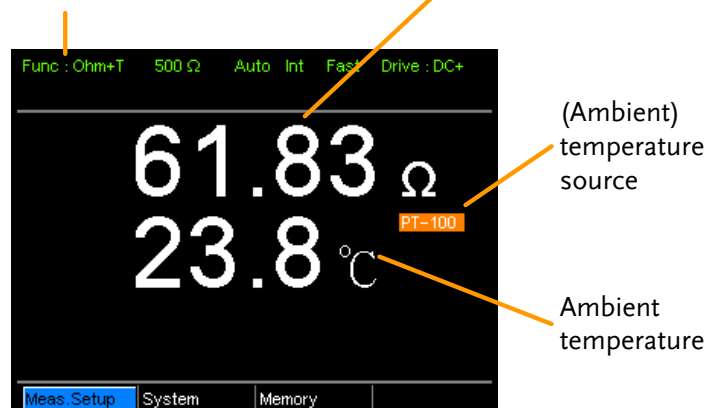 Func : Ohm+T 500 Ω Auto Int Fast Drive : DC+
61.83 Ω
PT-100
23.8 ℃
Meas.Setup System Memory
(Ambient)
temperature
source
Ambient
temperature